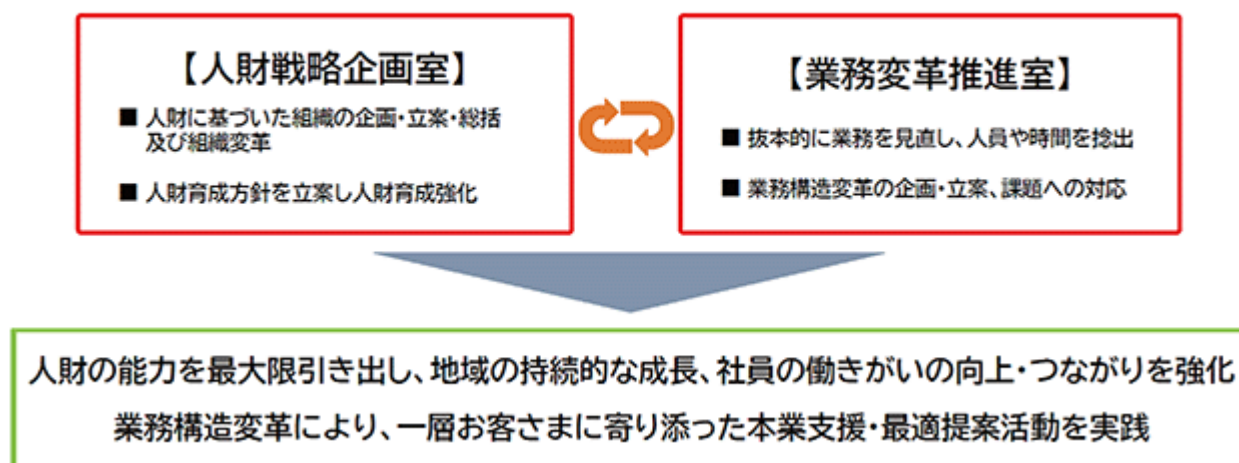 【人財戦略企画室】
■ 人財に基づいた組織の企画・立案・総括
及び組織変革
■ 人財育成方針を立案し人財育成強化
【業務変革推進室】
■ 抜本的に業務を見直し、人員や時間を捻出
■ 業務構造変革の企画・立案、課題への対応
人財の能力を最大限引き出し、地域の持続的な成長、社員の働きがいの向上・つながりを強化
業務構造変革により、一層お客さまに寄り添った本業支援・最適提案活動を実践